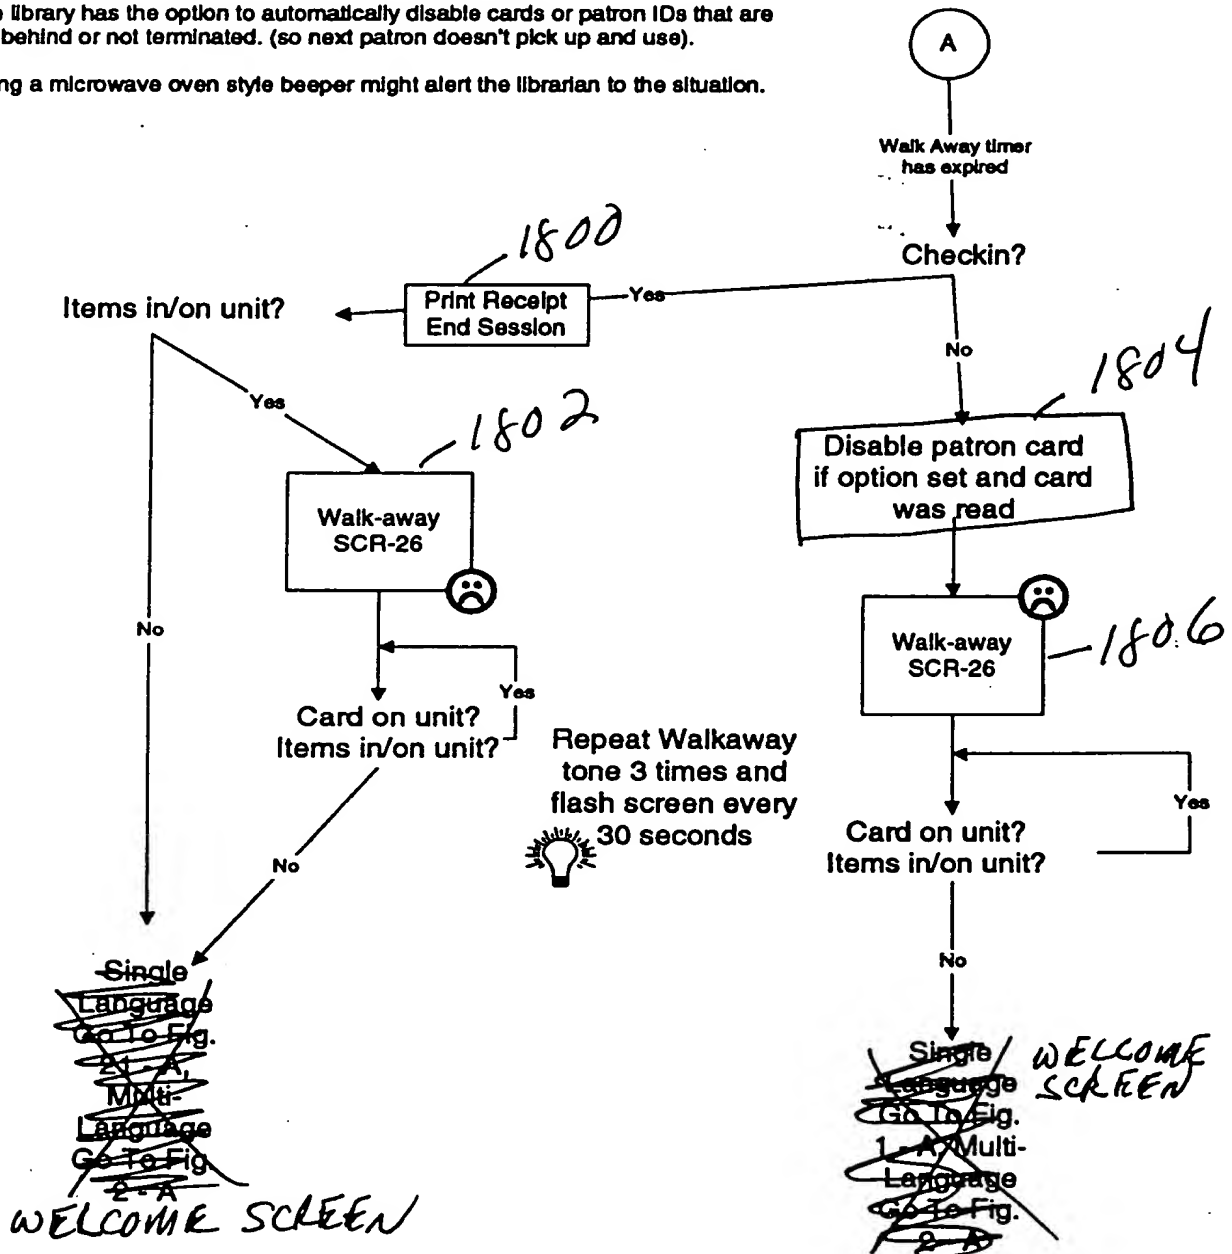 library has the option to automatically disable cards or patron IDs that are
behind or not terminated. (so next patron doesn't pick up and use).
ng a microwave oven style beeper might alert the librarian to the situation.
A
Walk Away timer
has expired
Checkin?
1800
Print Receipt
End Session
Yes
Items in/on unit?
No
1804
Yes
1802
Disable patron card
if option set and card
was read
Walk-away
SCR-26
Walk-away
SCR-26
1806
No
Yes
Card on unit?
Items in/on unit?
Repeat Walkaway
tone 3 times and
flash screen every
30 seconds
Yes
Card on unit?
Items in/on unit?
No
No
Single
Language
Go To Fig.
21 - A,
Multi-
Language
Go To Fig.
2 - A
WELCOME SCREEN
Single
Language
Go To Fig.
1 - A, Multi-
Language
Go To Fig.
2 - A
WELCOME
SCREEN